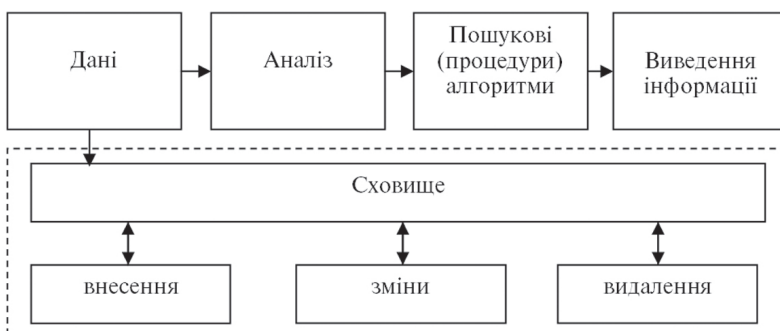 Дані
Аналіз
Пошукові
(процедури)
алгоритми
Виведення
інформації
Сховище
внесення
зміни
видалення